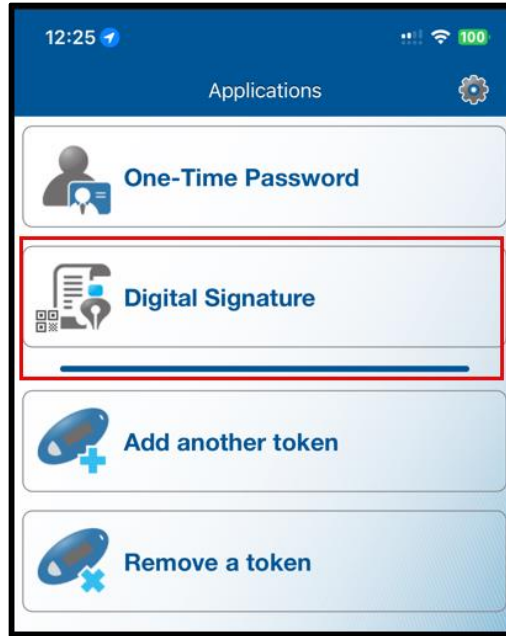 12:25
100
Applications
One-Time Password
Digital Signature
Add another token
Remove a token